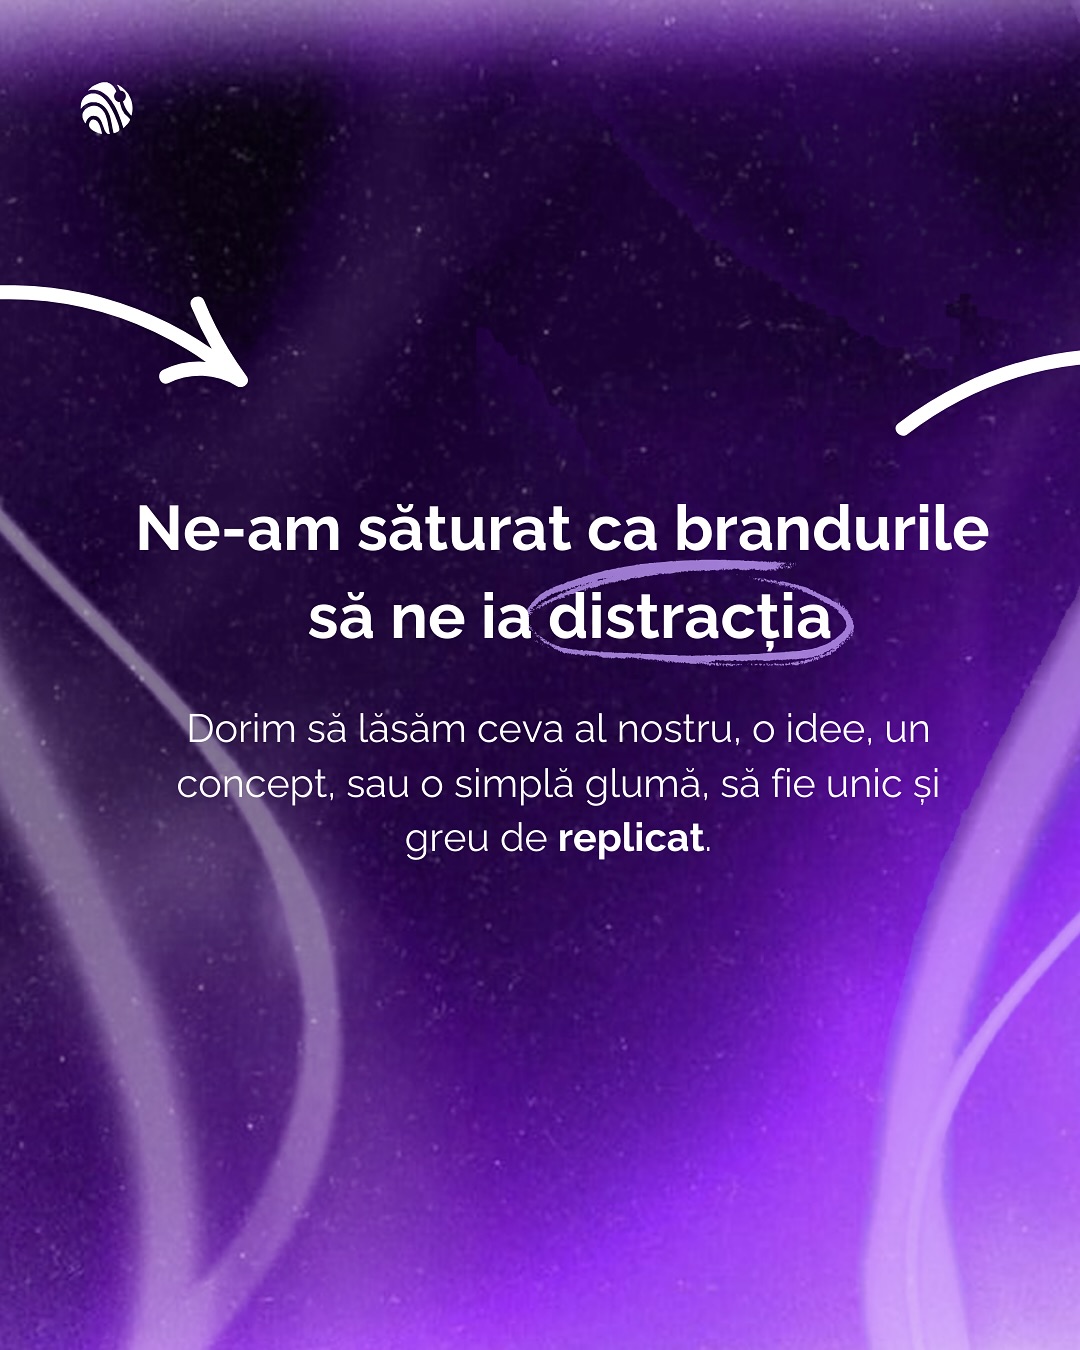 Ne-am săturat ca brandurile
să ne ia distracția
Dorim să lăsăm ceva al nostru, o idee, un
concept, sau o simplă glumă, să fie unic și
greu de replicat.